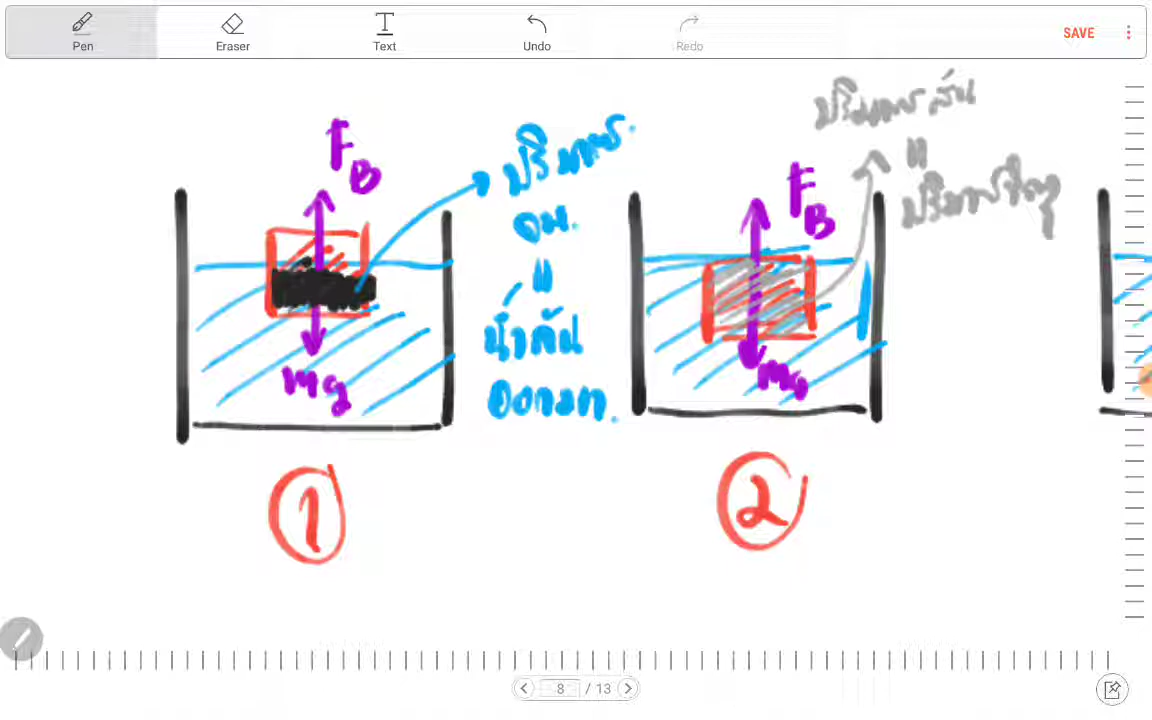 Pen
Eraser
Text
Undo
Redo
SAVE
F
B
mg
ปริมาตร
จม.
=
น้ำล้น
ออกมา.
1
F
B
mg
ปริมาตรล้น
=
ปริมาตรวัตถุ
2
8 / 13